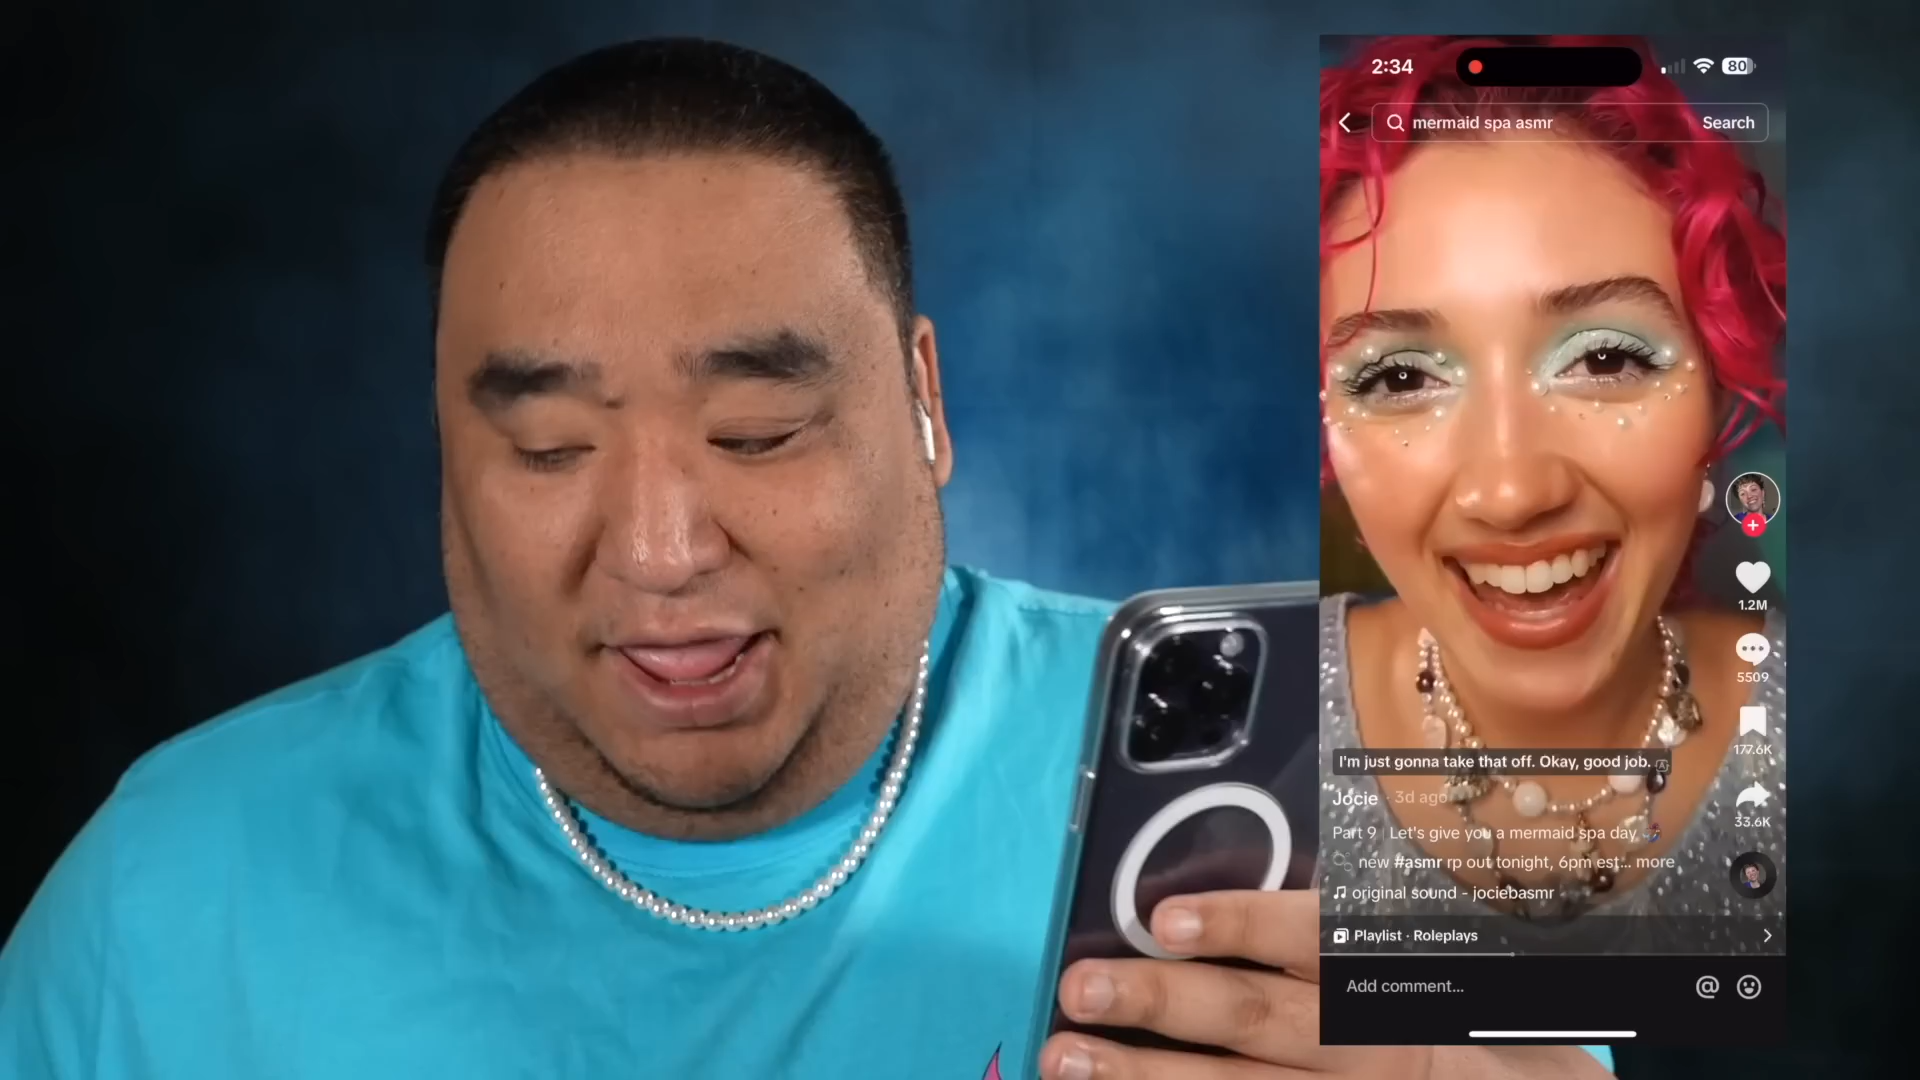 2:34
80
mermaid spa asmr
Search
1.2M
5509
177.6K
33.6K
I'm just gonna take that off. Okay, good job.
Jocie · 3d ago
Part 9 | Let's give you a mermaid spa day
new #asmr rp out tonight, 6pm est... more
original sound - jociebasmr
Playlist · Roleplays
Add comment...
@